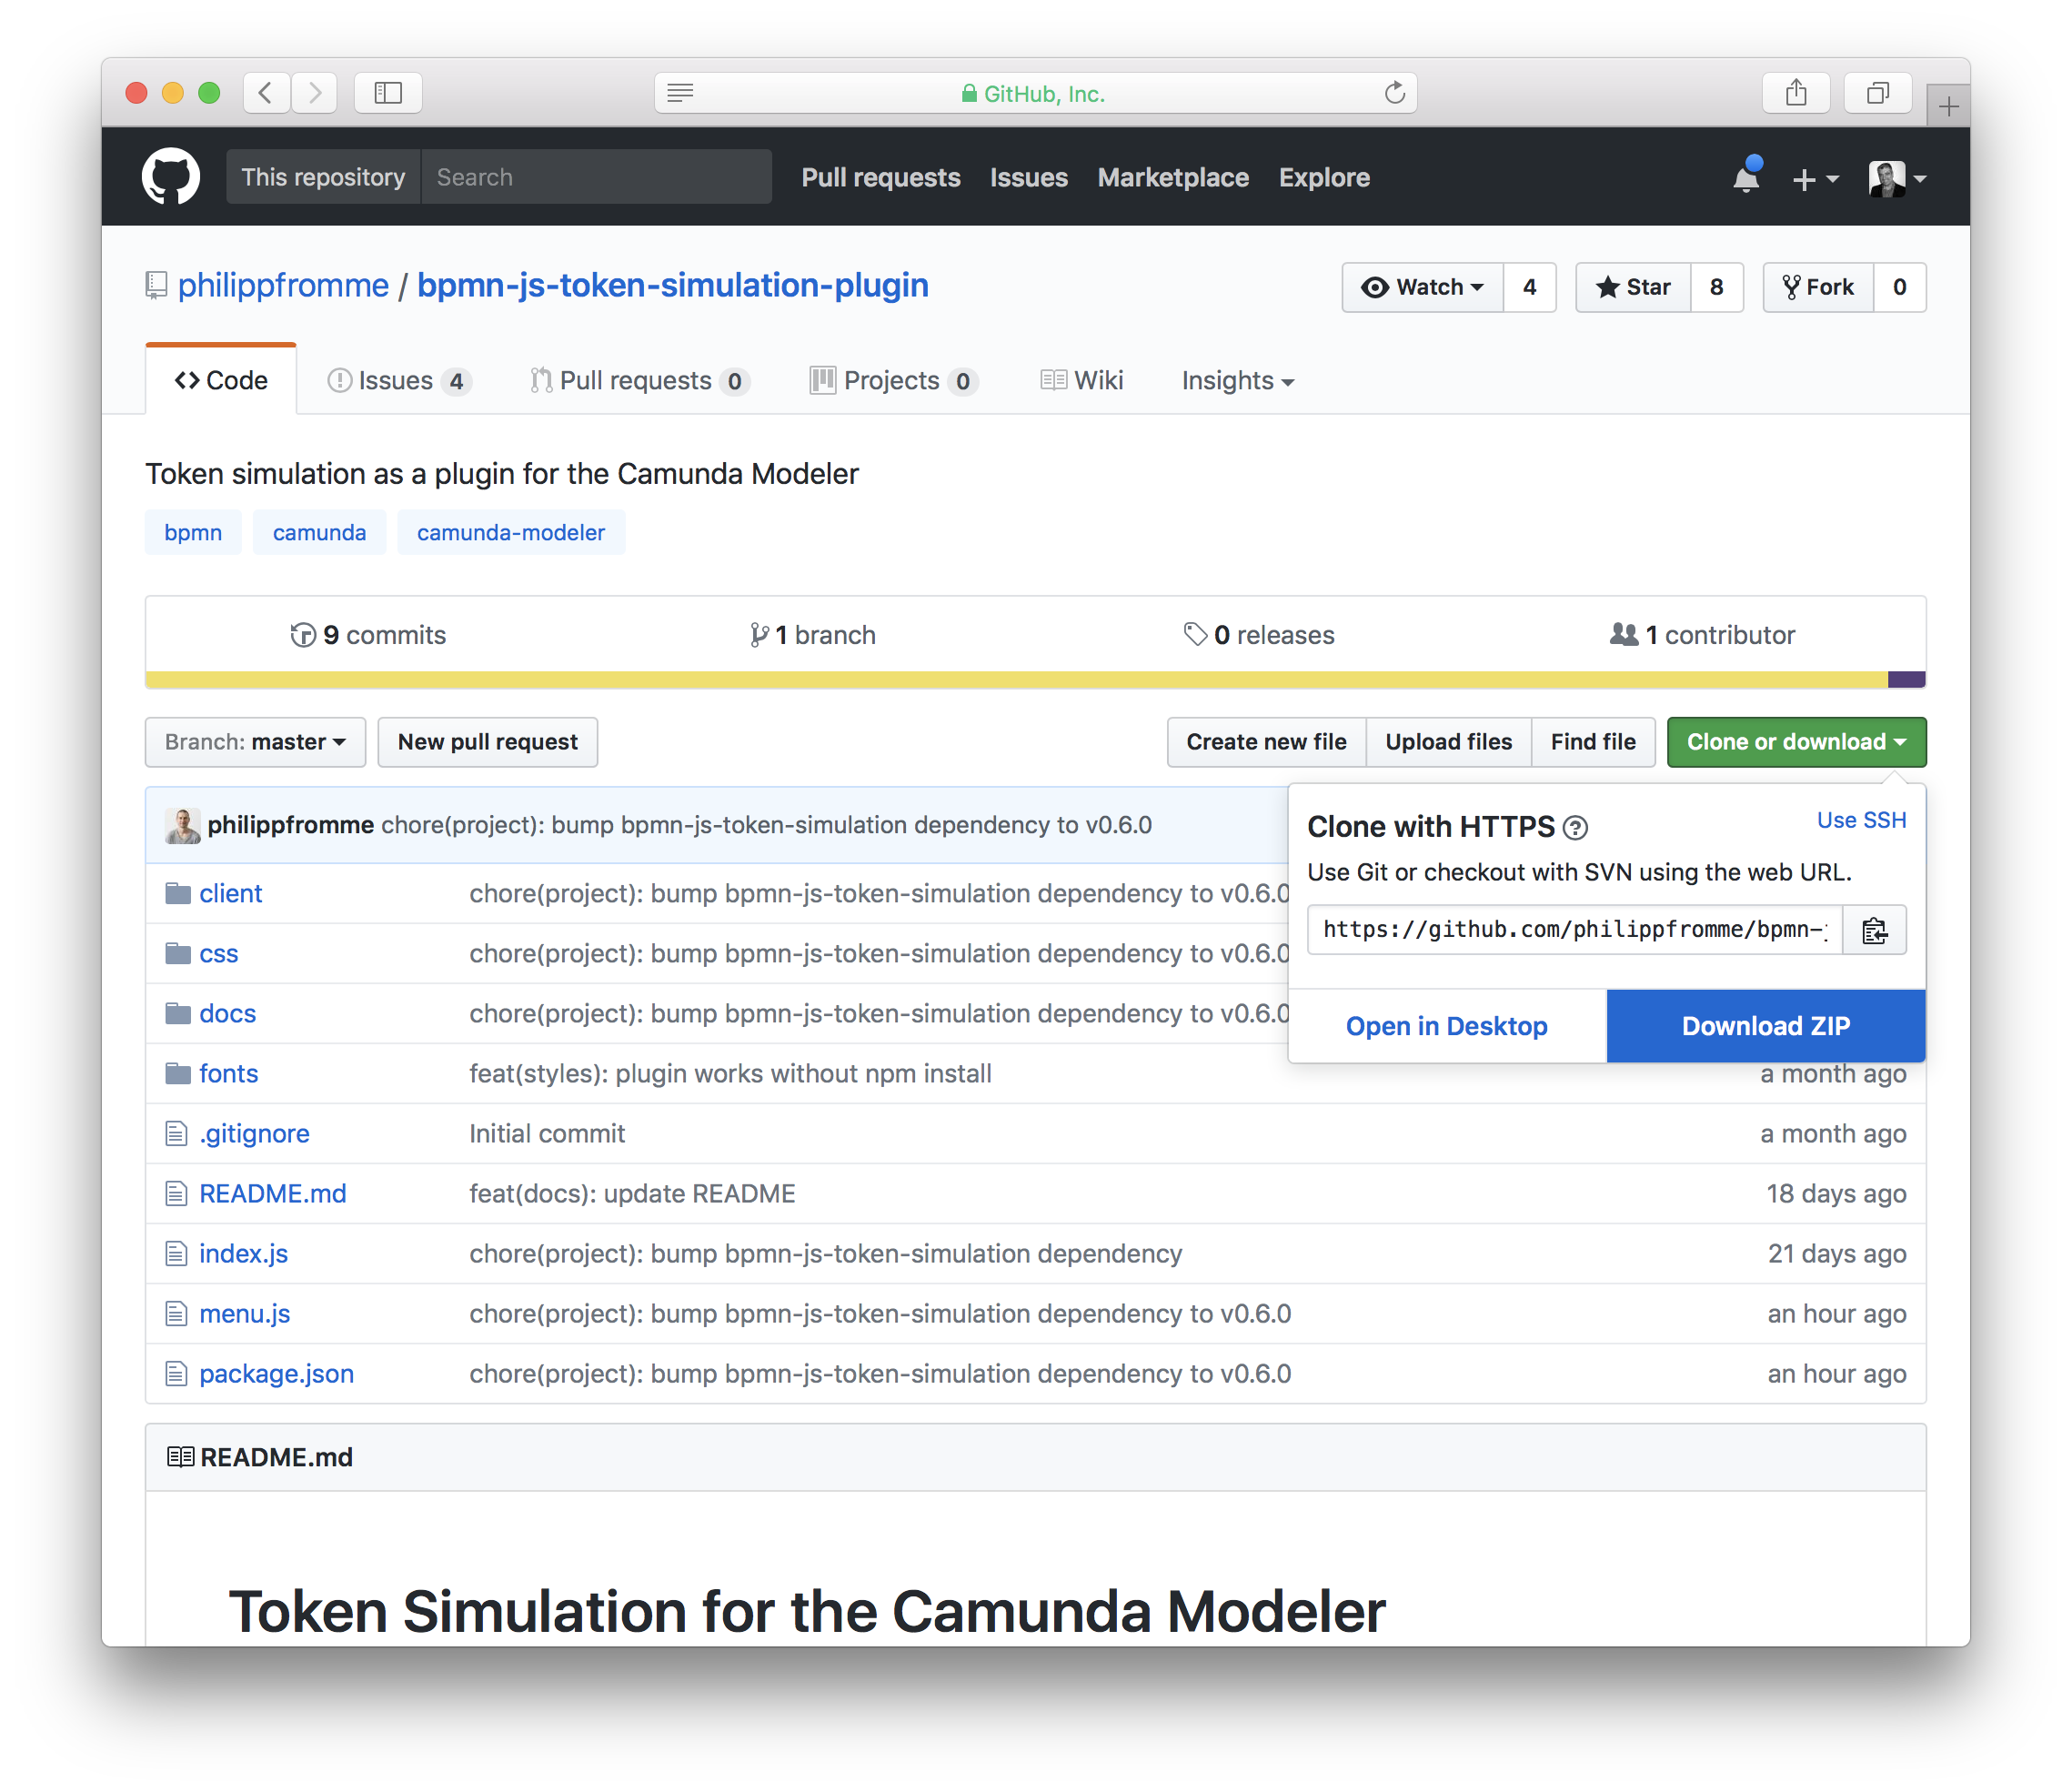 GitHub, Inc.
This repository Search Pull requests Issues Marketplace Explore
philippfromme / bpmn-js-token-simulation-plugin Watch 4 Star 8 Fork 0
Code Issues 4 Pull requests 0 Projects 0 Wiki Insights
Token simulation as a plugin for the Camunda Modeler
bpmn camunda camunda-modeler
9 commits 1 branch 0 releases 1 contributor
Branch: master New pull request Create new file Upload files Find file Clone or download
philippfromme chore(project): bump bpmn-js-token-simulation dependency to v0.6.0
Clone with HTTPS Use SSH
Use Git or checkout with SVN using the web URL.
https://github.com/philippfromme/bpmn-
Open in Desktop Download ZIP
client chore(project): bump bpmn-js-token-simulation dependency to v0.6.0
css chore(project): bump bpmn-js-token-simulation dependency to v0.6.0
docs chore(project): bump bpmn-js-token-simulation dependency to v0.6.0
fonts feat(styles): plugin works without npm install a month ago
.gitignore Initial commit a month ago
README.md feat(docs): update README 18 days ago
index.js chore(project): bump bpmn-js-token-simulation dependency 21 days ago
menu.js chore(project): bump bpmn-js-token-simulation dependency to v0.6.0 an hour ago
package.json chore(project): bump bpmn-js-token-simulation dependency to v0.6.0 an hour ago
README.md
Token Simulation for the Camunda Modeler